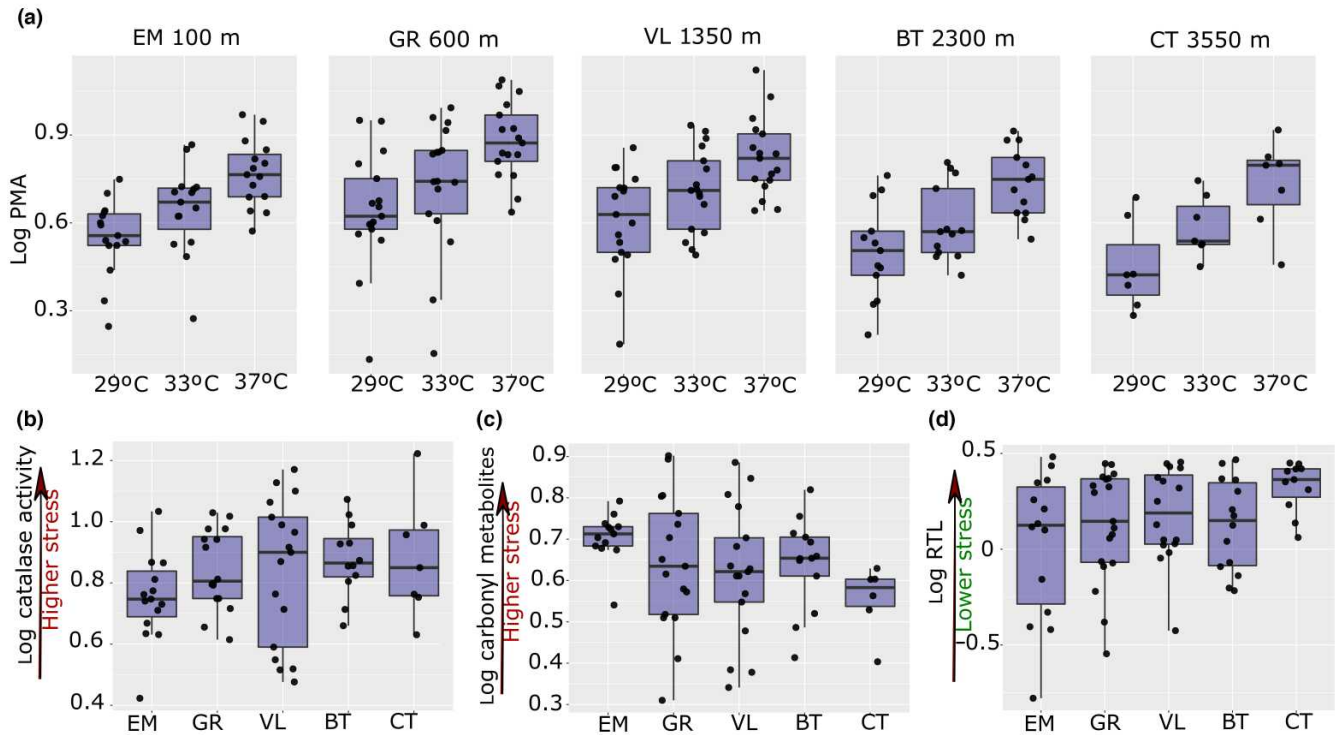 (a)
EM 100 m
GR 600 m
VL 1350 m
BT 2300 m
CT 3550 m
Log PMA
0.9
0.6
0.3
29ºC 33ºC 37ºC
29ºC 33ºC 37ºC
29ºC 33ºC 37ºC
29ºC 33ºC 37ºC
29ºC 33ºC 37ºC
(b)
Log catalase activity
Higher stress
1.2
1.0
0.8
0.6
0.4
EM GR VL BT CT
(c)
Log carbonyl metabolites
Higher stress
0.9
0.8
0.7
0.6
0.5
0.4
0.3
EM GR VL BT CT
(d)
Log RTL
Lower stress
0.5
0
−0.5
EM GR VL BT CT